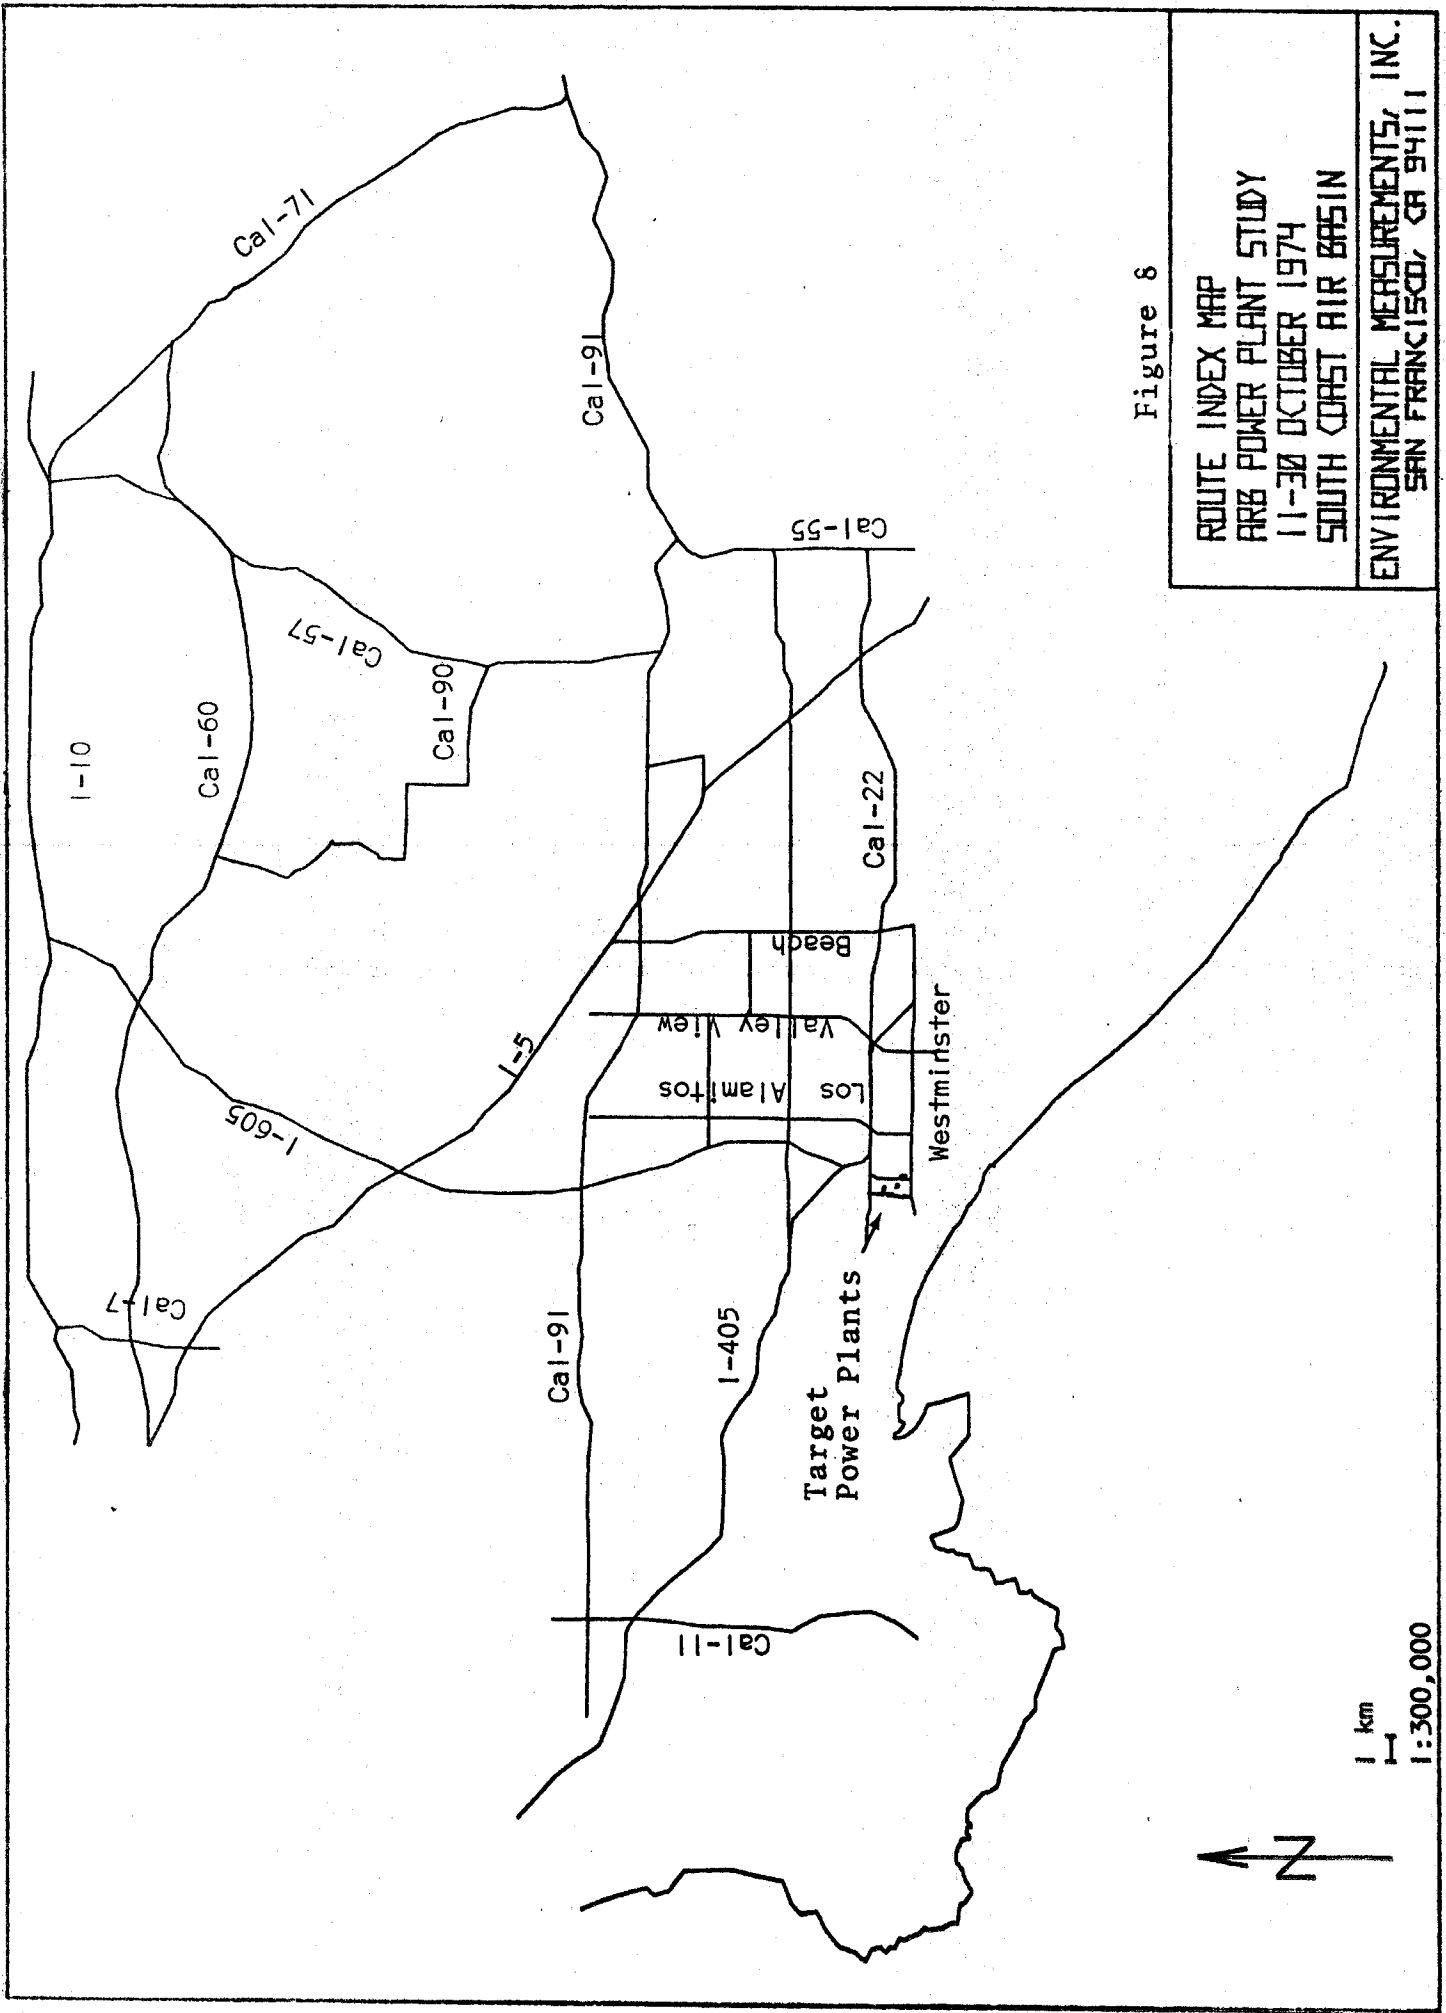 I-10
Cal-60
Cal-71
Cal-57
Cal-90
Cal-91
Cal-7
I-605
I-5
Cal-91
I-405
Cal-11
Cal-55
Cal-22
Beach
Valley View
Los Alamitos
Westminster
Target
Power Plants
N
1 km
1:300,000
Figure 8
ROUTE INDEX MAP
ARB POWER PLANT STUDY
11-30 OCTOBER 1974
SOUTH COAST AIR BASIN
ENVIRONMENTAL MEASUREMENTS, INC.
SAN FRANCISCO, CA 94111